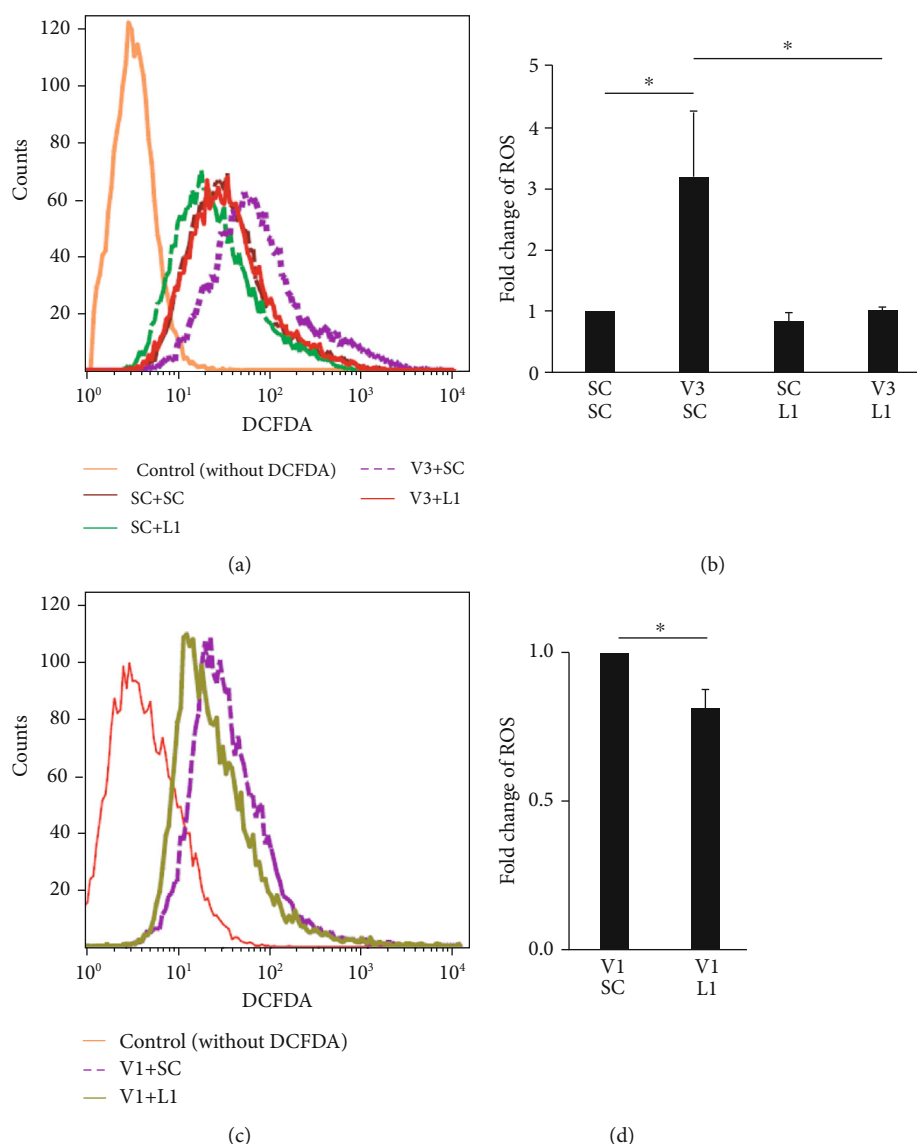 120
100
80
60
40
20
Counts
10⁰
10¹
10²
10³
10⁴
DCFDA
Control (without DCFDA)
SC+SC
SC+L1
V3+SC
V3+L1
(a)
*
*
5
4
3
2
1
0
Fold change of ROS
SC
SC
V3
SC
SC
L1
V3
L1
(b)
120
100
80
60
40
20
Counts
10⁰
10¹
10²
10³
10⁴
DCFDA
Control (without DCFDA)
V1+SC
V1+L1
(c)
*
1.0
0.5
0.0
Fold change of ROS
V1
SC
V1
L1
(d)